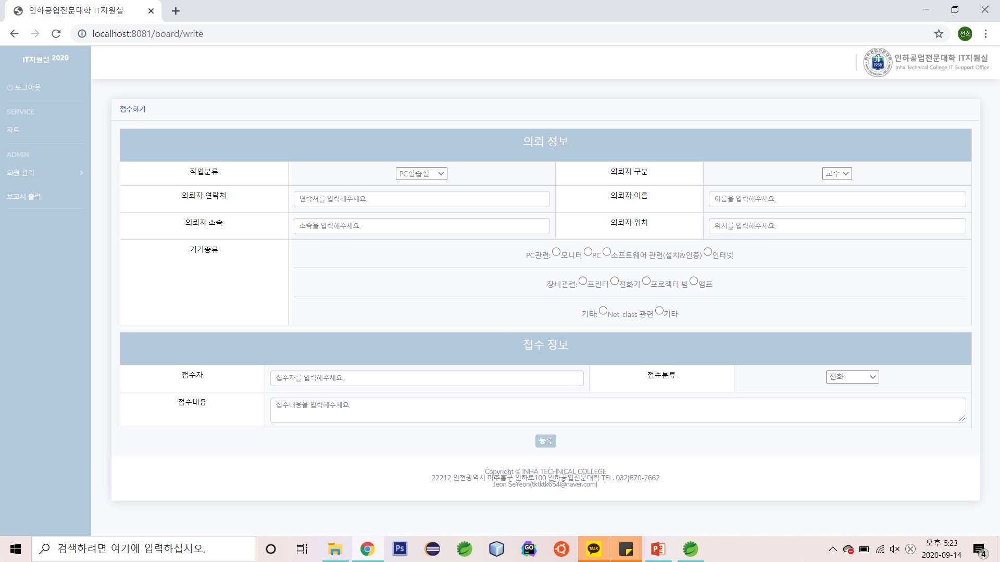 인하공업전문대학 IT지원실
localhost:8081/board/write
선희
IT지원실 2020
로그아웃
SERVICE
차트
ADMIN
회원 관리
보고서 출력
1958
인하공업전문대학 IT지원실
Inha Technical College IT Support Office
접수하기
의뢰 정보
작업분류 PC실습실 의뢰자 구분 교수
의뢰자 연락처 연락처를 입력해주세요. 의뢰자 이름 이름을 입력해주세요.
의뢰자 소속 소속을 입력해주세요. 의뢰자 위치 위치를 입력해주세요.
기기종류 PC관련: 모니터 PC 소프트웨어 관련(설치&인증) 인터넷
장비관련: 프린터 전화기 프로젝터 빔 앰프
기타: Net-class 관련 기타
접수 정보
접수자 접수자를 입력해주세요. 접수분류 전화
접수내용 접수내용을 입력해주세요.
등록
Copyright © INHA TECHNICAL COLLEGE
22212 인천광역시 미추홀구 인하로100 인하공업전문대학 TEL. 032)870-2662
Jeon SeYeon(tktktk654@naver.com)
검색하려면 여기에 입력하십시오.
Ps
GO
TALK
P
오후 5:23
2020-09-14
4